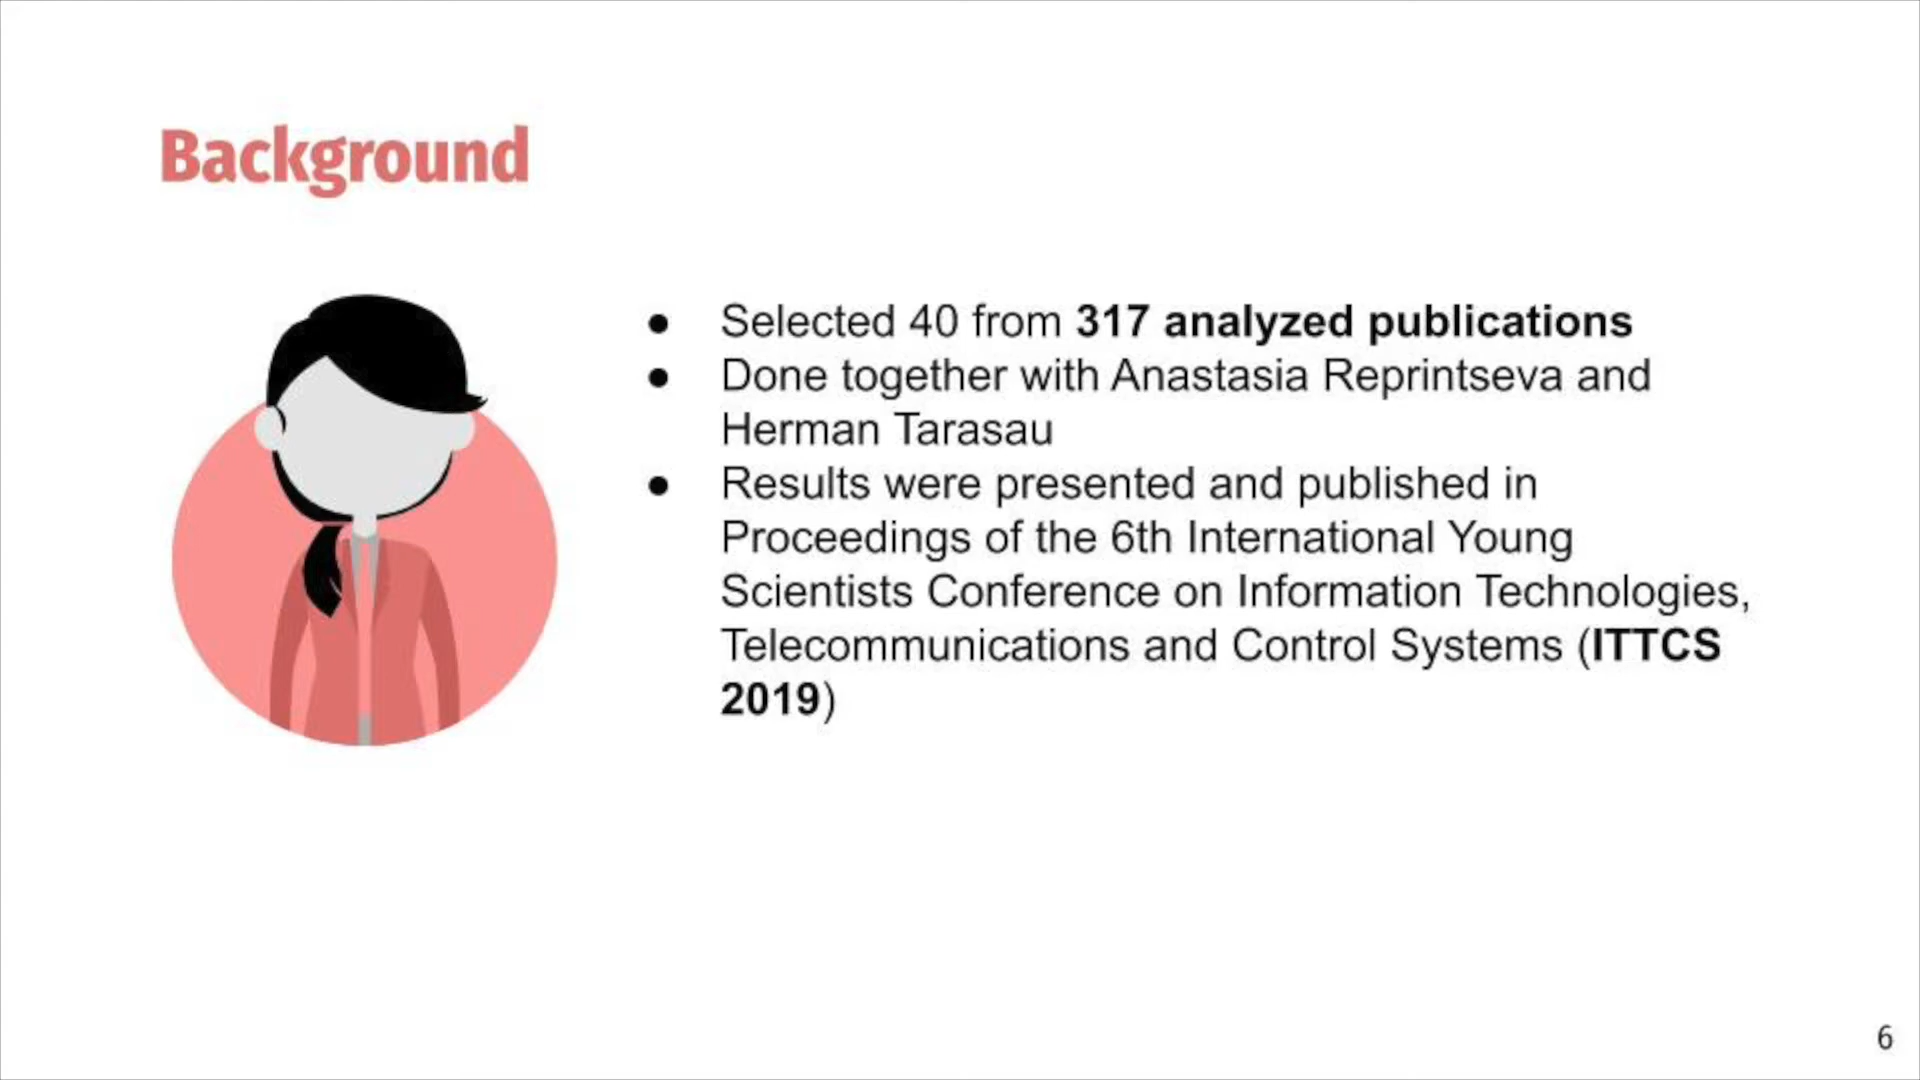 Background
● Selected 40 from 317 analyzed publications
● Done together with Anastasia Reprintseva and
Herman Tarasau
● Results were presented and published in
Proceedings of the 6th International Young
Scientists Conference on Information Technologies,
Telecommunications and Control Systems (ITTCS
2019)
6